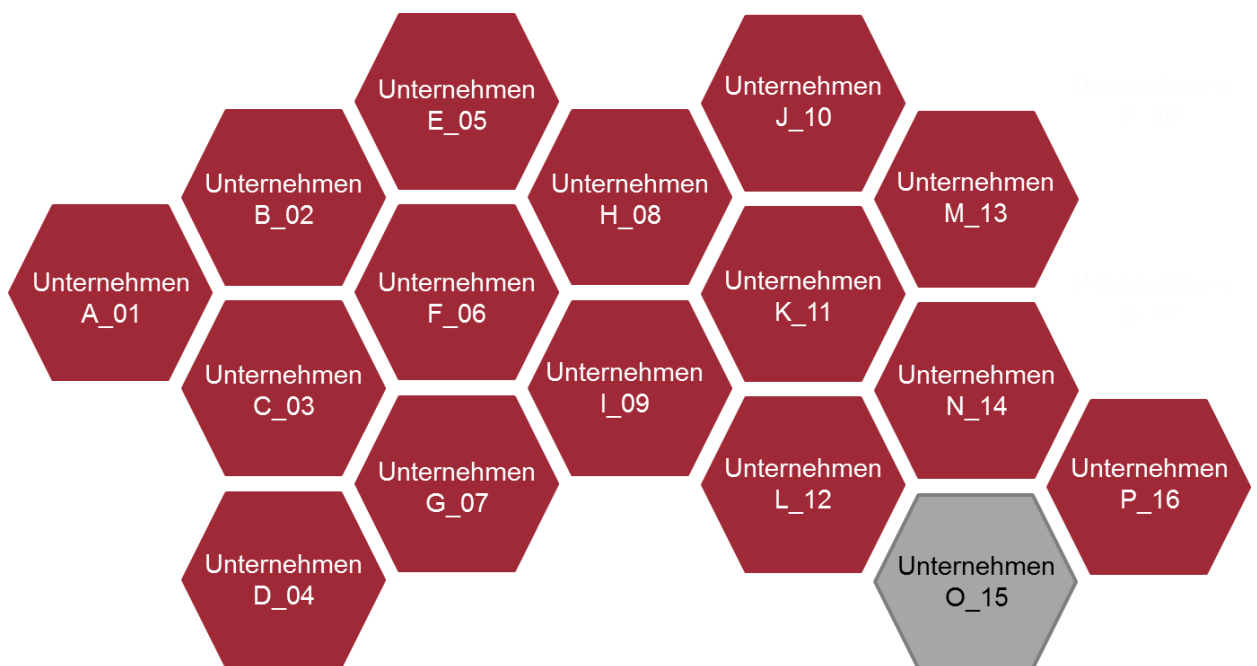 Unternehmen
A_01
Unternehmen
B_02
Unternehmen
C_03
Unternehmen
D_04
Unternehmen
E_05
Unternehmen
F_06
Unternehmen
G_07
Unternehmen
H_08
Unternehmen
I_09
Unternehmen
J_10
Unternehmen
K_11
Unternehmen
L_12
Unternehmen
M_13
Unternehmen
N_14
Unternehmen
O_15
Unternehmen
P_16